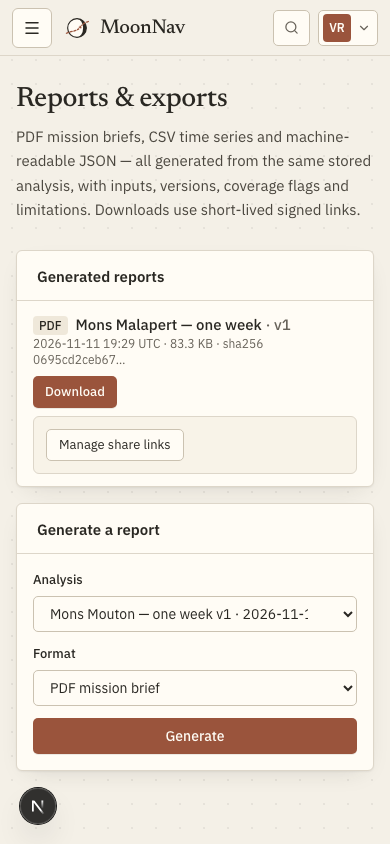 MoonNav
VR
Reports & exports
PDF mission briefs, CSV time series and machine-
readable JSON — all generated from the same stored
analysis, with inputs, versions, coverage flags and
limitations. Downloads use short-lived signed links.
Generated reports
PDF Mons Malapert — one week · v1
2026-11-11 19:29 UTC · 83.3 KB · sha256
0695cd2ceb67…
Download
Manage share links
Generate a report
Analysis
Mons Mouton — one week v1 · 2026-11-1
Format
PDF mission brief
Generate
N